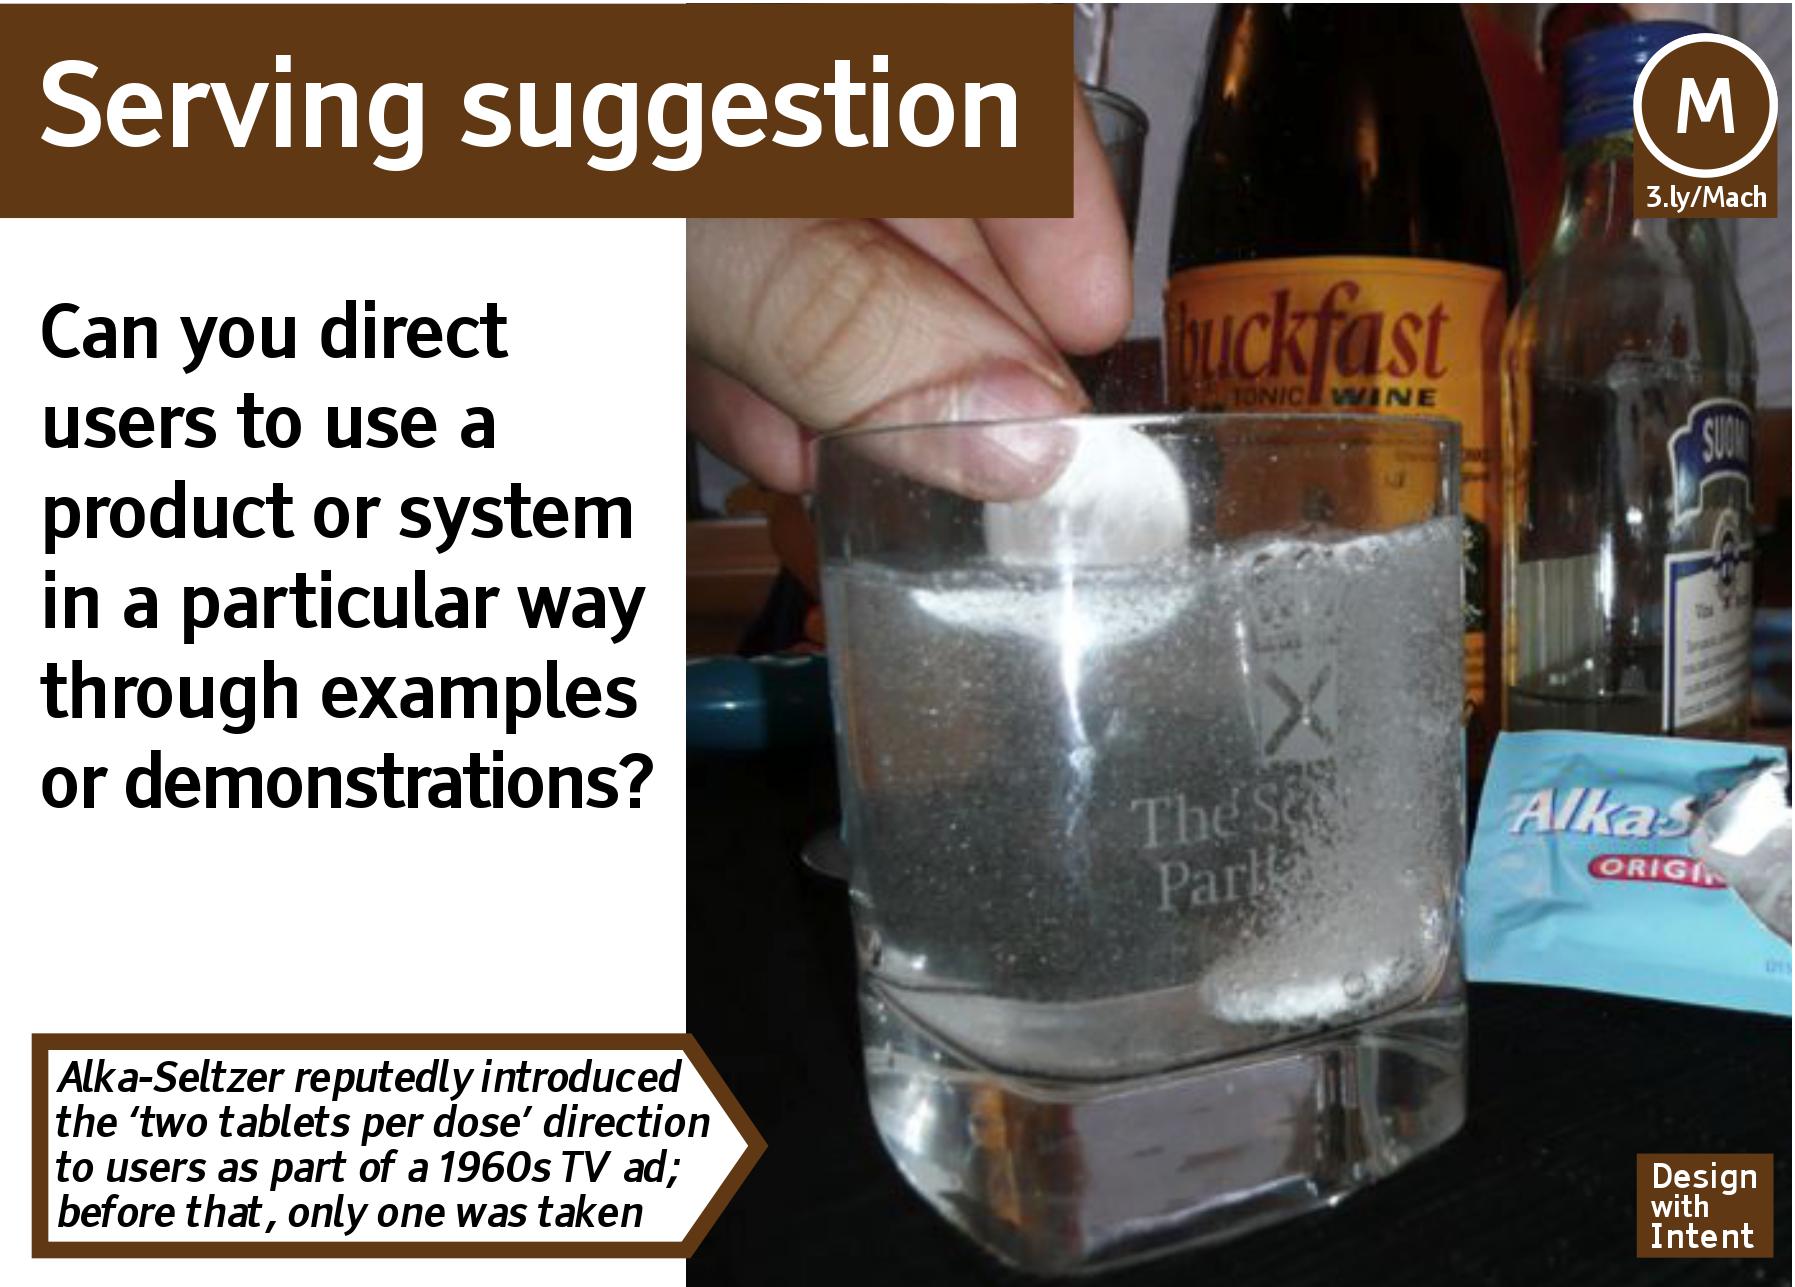 Serving suggestion
M
3.ly/Mach
Can you direct
users to use a
product or system
in a particular way
through examples
or demonstrations?
Alka-Seltzer reputedly introduced
the ‘two tablets per dose’ direction
to users as part of a 1960s TV ad;
before that, only one was taken
buckfast
TONIC WINE
SUOMI
The
Alka-S
ORIGI
Design
with
Intent